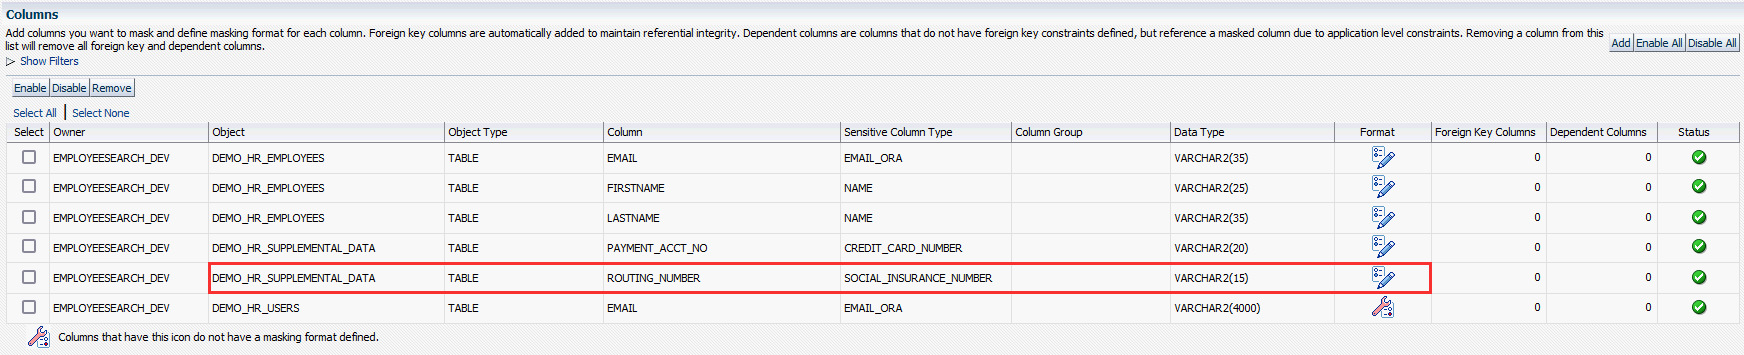 Columns
Add columns you want to mask and define masking format for each column. Foreign key columns are automatically added to maintain referential integrity. Dependent columns are columns that do not have foreign key constraints defined, but reference a masked column due to application level constraints. Removing a column from this
list will remove all foreign key and dependent columns.
Add Enable All Disable All
Show Filters
Enable Disable Remove
Select All | Select None
Select Owner Object Object Type Column Sensitive Column Type Column Group Data Type Format Foreign Key Columns Dependent Columns Status
EMPLOYEESEARCH_DEV DEMO_HR_EMPLOYEES TABLE EMAIL EMAIL_ORA VARCHAR2(35) 0 0
EMPLOYEESEARCH_DEV DEMO_HR_EMPLOYEES TABLE FIRSTNAME NAME VARCHAR2(25) 0 0
EMPLOYEESEARCH_DEV DEMO_HR_EMPLOYEES TABLE LASTNAME NAME VARCHAR2(35) 0 0
EMPLOYEESEARCH_DEV DEMO_HR_SUPPLEMENTAL_DATA TABLE PAYMENT_ACCT_NO CREDIT_CARD_NUMBER VARCHAR2(20) 0 0
EMPLOYEESEARCH_DEV DEMO_HR_SUPPLEMENTAL_DATA TABLE ROUTING_NUMBER SOCIAL_INSURANCE_NUMBER VARCHAR2(15) 0 0
EMPLOYEESEARCH_DEV DEMO_HR_USERS TABLE EMAIL EMAIL_ORA VARCHAR2(4000) 0 0
Columns that have this icon do not have a masking format defined.